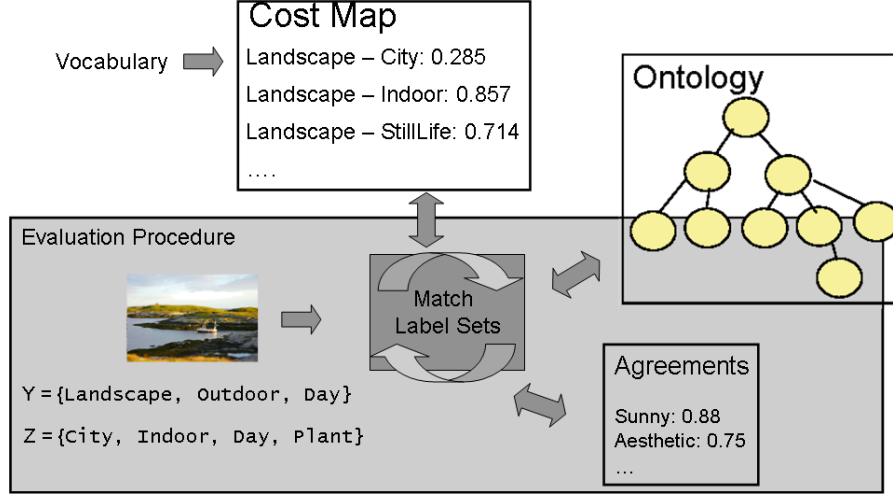 Cost Map
Vocabulary
Landscape – City: 0.285
Landscape – Indoor: 0.857
Landscape – StillLife: 0.714
....
Ontology
Evaluation Procedure
Match
Label Sets
Y = {Landscape, Outdoor, Day}
Z = {City, Indoor, Day, Plant}
Agreements
Sunny: 0.88
Aesthetic: 0.75
...